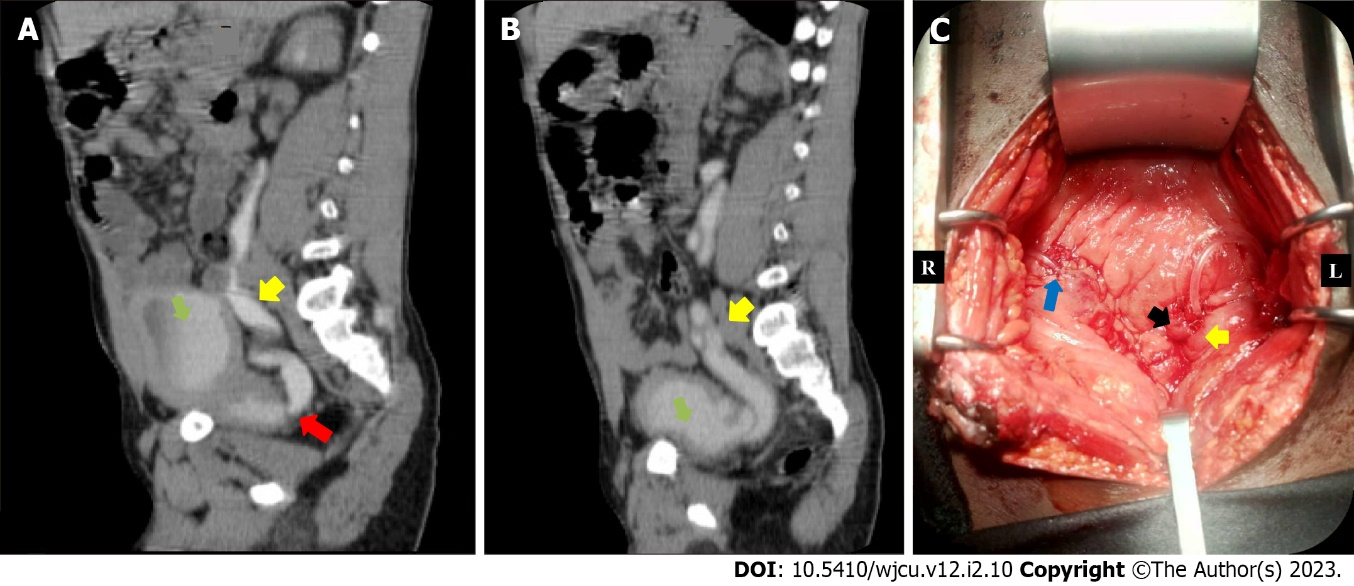 A
B
C
R
L
DOI: 10.5410/wjcu.v12.i2.10 Copyright ©The Author(s) 2023.